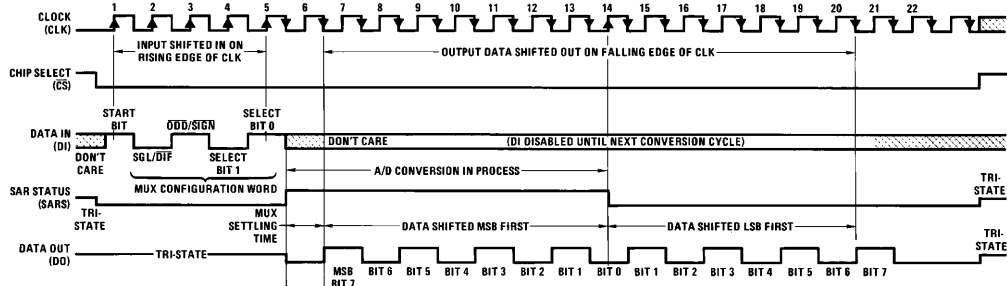 1 2 3 4 5 6 7 8 9 10 11 12 13 14 15 16 17 18 19 20 21 22
CLOCK
(CLK)
INPUT SHIFTED IN ON
RISING EDGE OF CLK
OUTPUT DATA SHIFTED OUT ON FALLING EDGE OF CLK
CHIP SELECT
(CS)
START
BIT
ODD/SIGN
SELECT
BIT 0
DATA IN
(DI)
DON'T CARE
(DI DISABLED UNTIL NEXT CONVERSION CYCLE)
DON'T
CARE
SGL/DIF
SELECT
BIT 1
A/D CONVERSION IN PROCESS
MUX CONFIGURATION WORD
SAR STATUS
(SARS)
TRI-
STATE
TRI-
STATE
MUX
SETTLING
TIME
DATA SHIFTED MSB FIRST
DATA SHIFTED LSB FIRST
DATA OUT
(DO)
TRI-STATE
TRI-
STATE
MSB
BIT 7
BIT 6 BIT 5 BIT 4 BIT 3 BIT 2 BIT 1 BIT 0 BIT 1 BIT 2 BIT 3 BIT 4 BIT 5 BIT 6 BIT 7